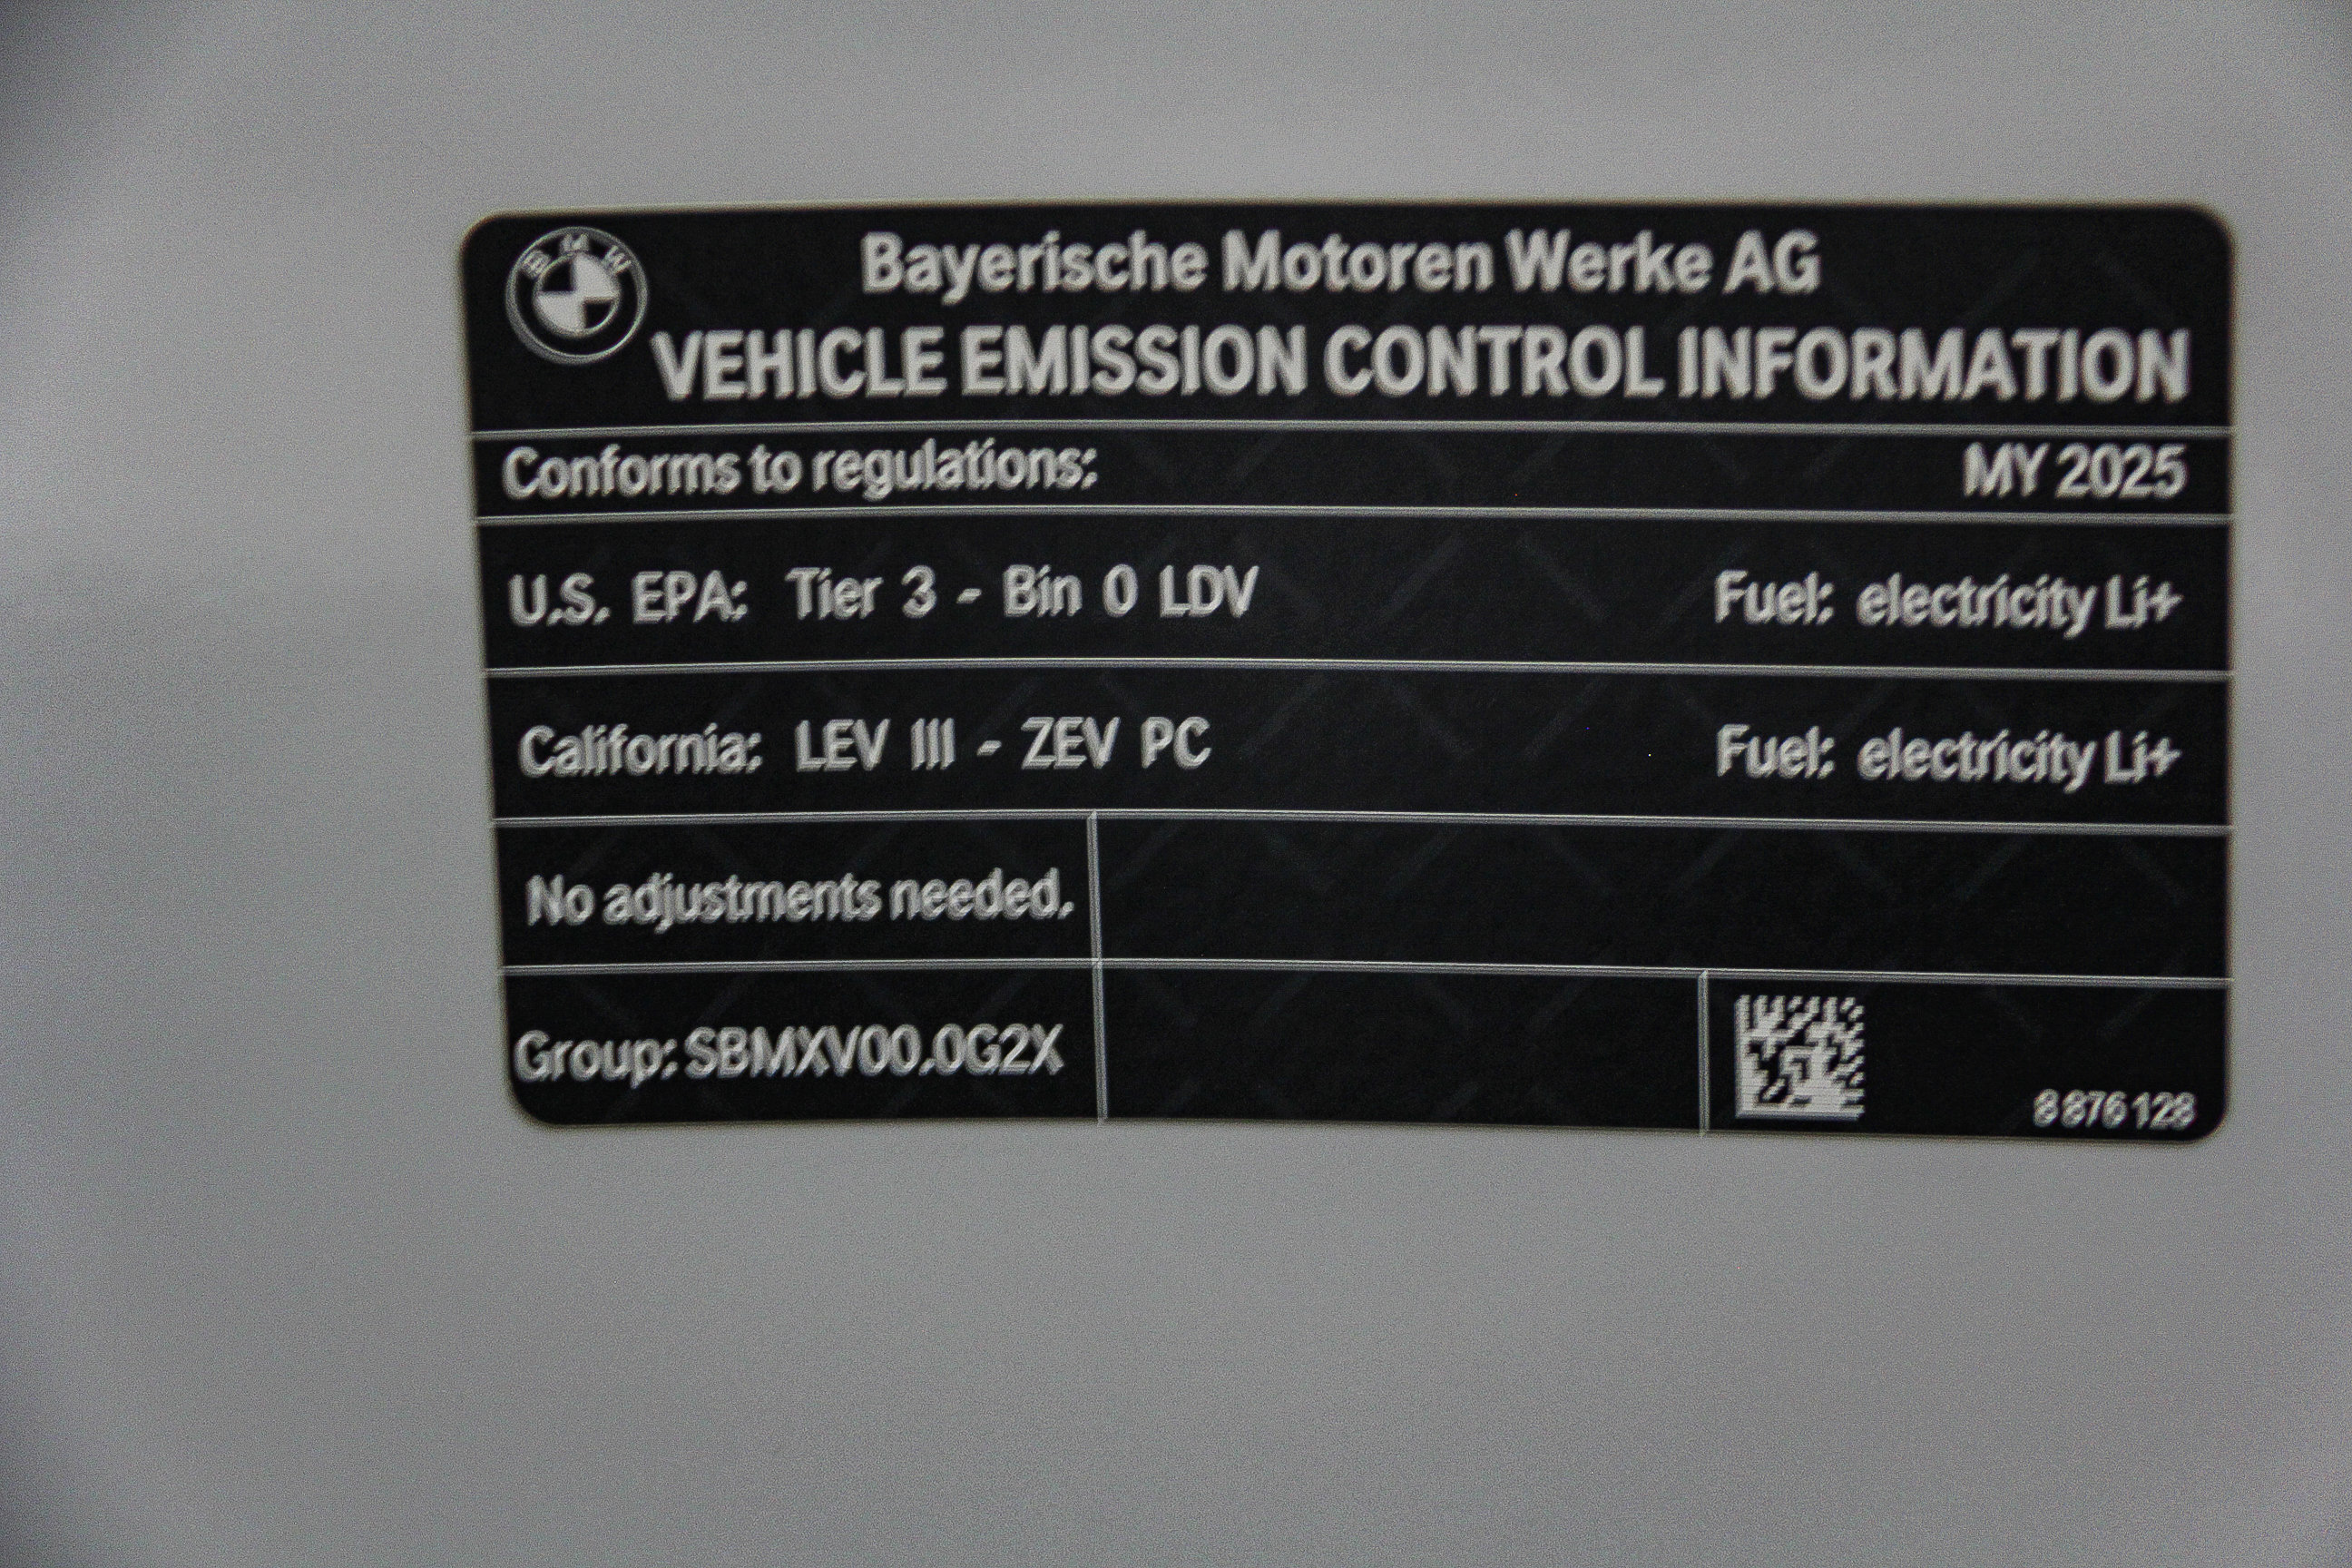 BMW
Bayerische Motoren Werke AG
VEHICLE EMISSION CONTROL INFORMATION
Conforms to regulations: MY 2025
U.S. EPA: Tier 3 - Bin 0 LDV Fuel: electricity Li+
California: LEV III - ZEV PC Fuel: electricity Li+
No adjustments needed.
Group: SBMXV00.0G2X
8 876 128